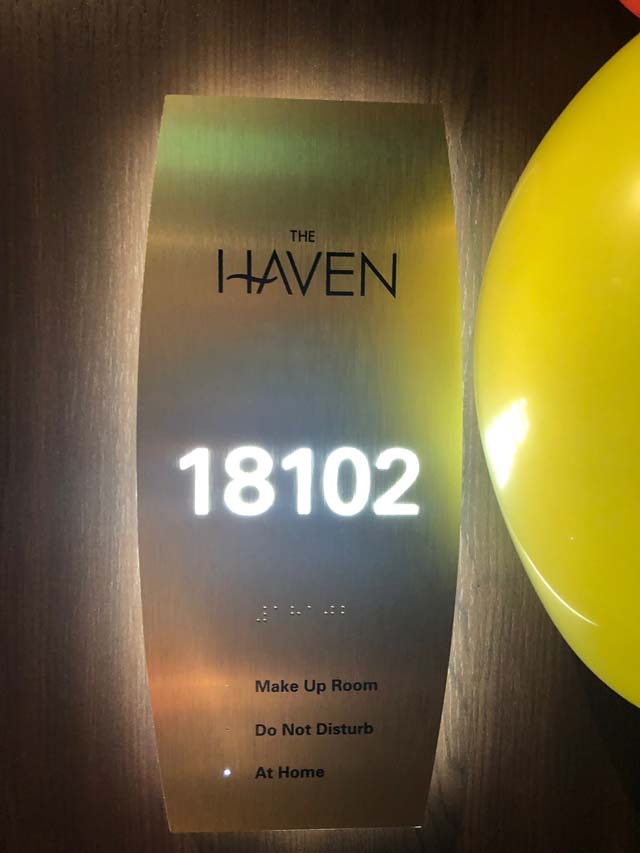 THE
HAVEN
18102
Make Up Room
Do Not Disturb
At Home